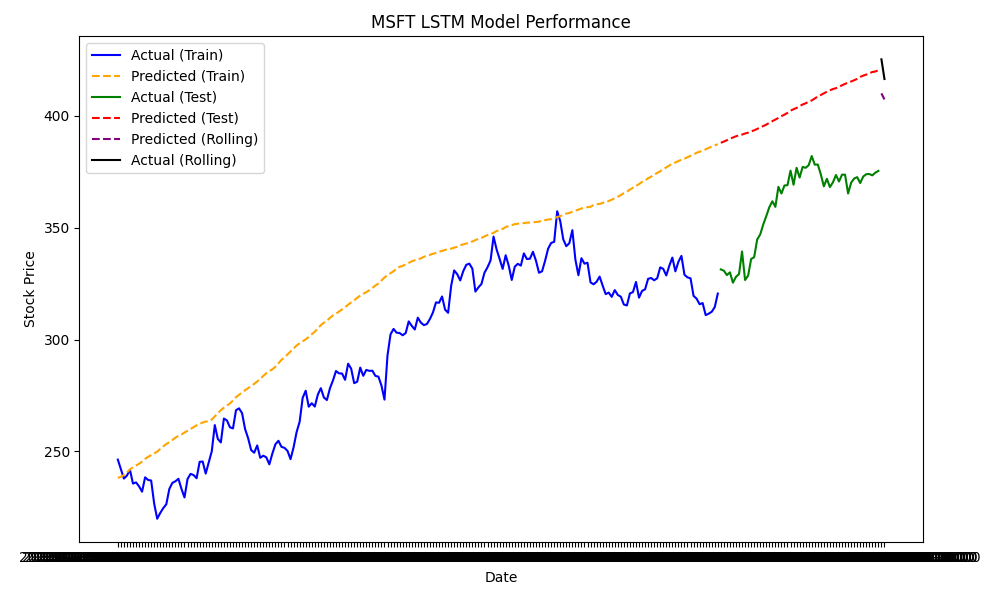 MSFT LSTM Model Performance
Actual (Train)
Predicted (Train)
Actual (Test)
Predicted (Test)
Predicted (Rolling)
Actual (Rolling)
400
350
300
250
Stock Price
Date